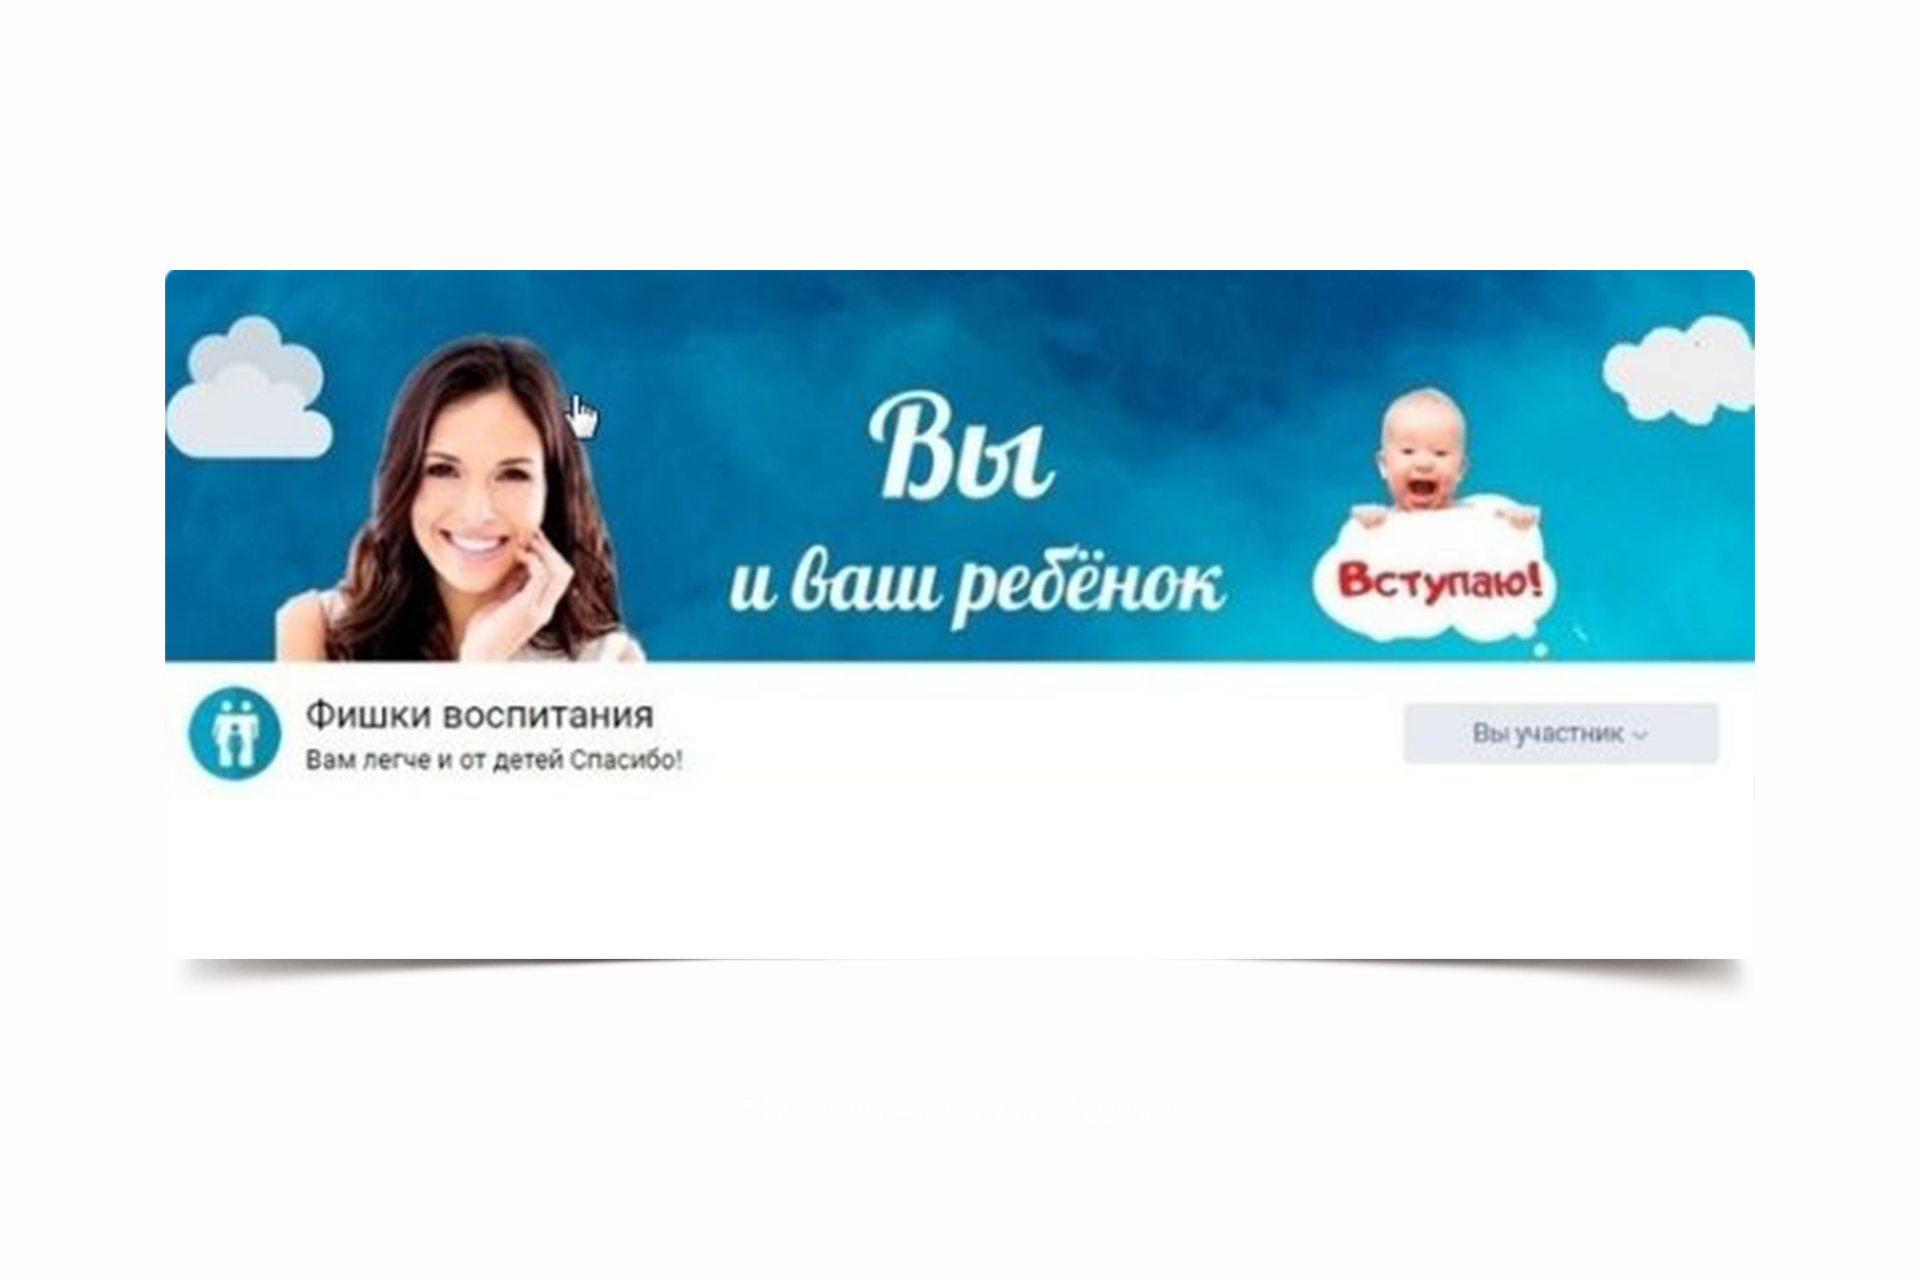 Вы
и ваш ребёнок
Вступаю!
Фишки воспитания
Вам легче и от детей Спасибо!
Вы участник